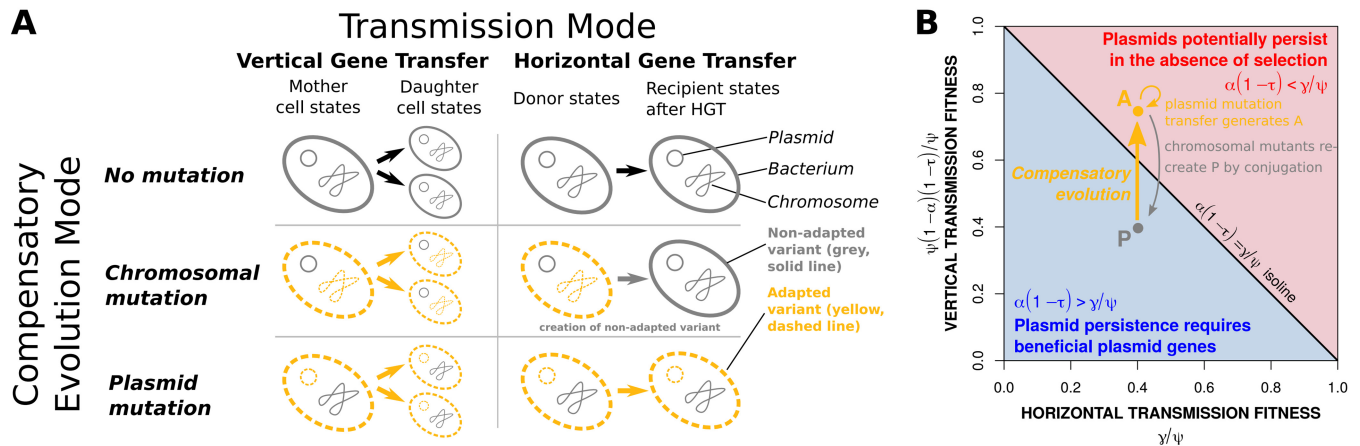 A
Transmission Mode
Vertical Gene Transfer
Horizontal Gene Transfer
Mother
cell states
Daughter
cell states
Donor states
Recipient states
after HGT
Compensatory
Evolution Mode
No mutation
Plasmid
Bacterium
Chromosome
Chromosomal
mutation
Non-adapted
variant (grey,
solid line)
creation of non-adapted variant
Adapted
variant (yellow,
dashed line)
Plasmid
mutation
B
VERTICAL TRANSMISSION FITNESS
ψ(1−α)(1−τ)/ψ
1.0
0.8
0.6
0.4
0.2
0.0
Plasmids potentially persist
in the absence of selection
α(1−τ) < γ/ψ
A
plasmid mutation
transfer generates A
chromosomal mutants re-
create P by conjugation
Compensatory
evolution
P
α(1−τ) = γ/ψ isoline
α(1−τ) > γ/ψ
Plasmid persistence requires
beneficial plasmid genes
0.0
0.2
0.4
0.6
0.8
1.0
HORIZONTAL TRANSMISSION FITNESS
γ/ψ